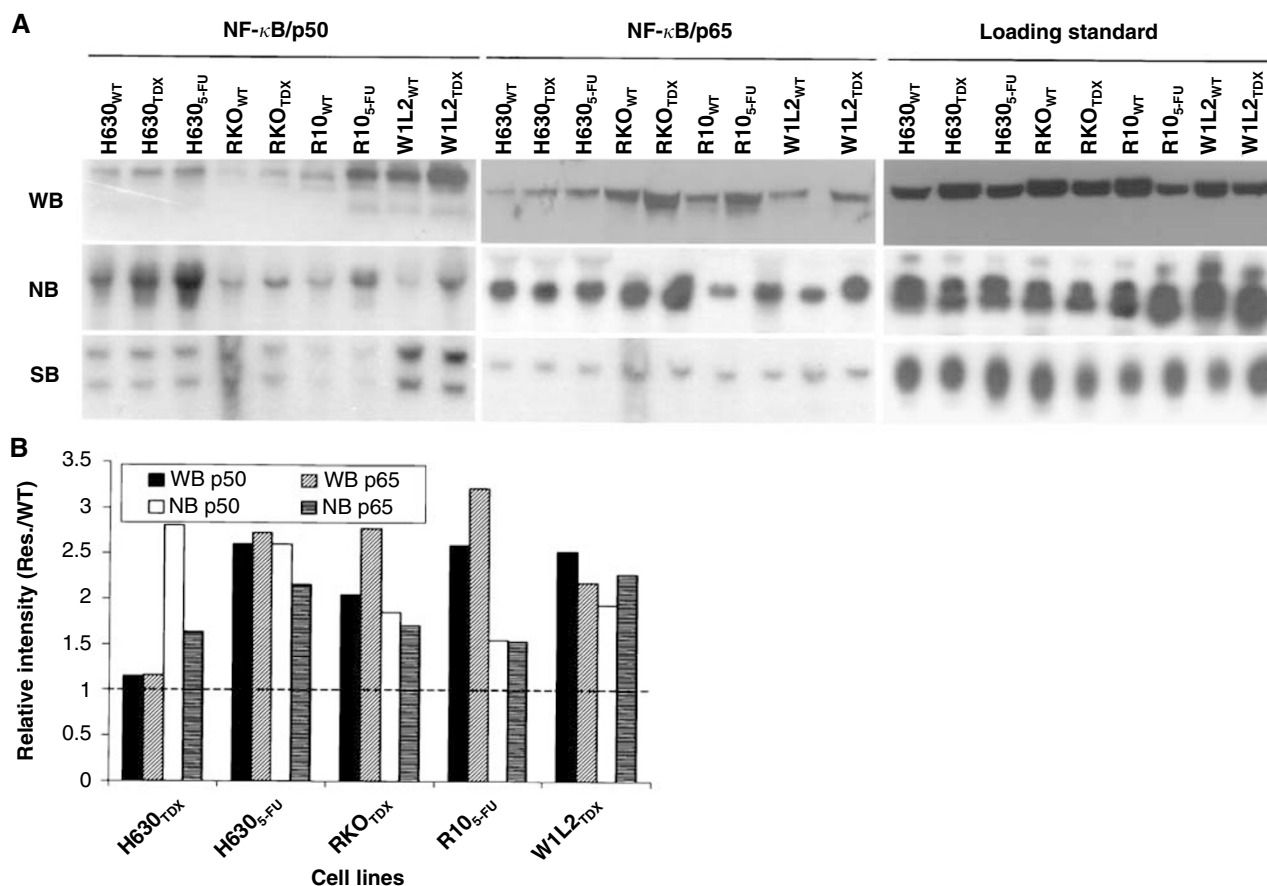 A
NF-κB/p50 NF-κB/p65 Loading standard
H630WT H630TDX H6305-FU RKOWT RKOTDX R10WT R105-FU W1L2WT W1L2TDX H630WT H630TDX H6305-FU RKOWT RKOTDX R10WT R105-FU W1L2WT W1L2TDX H630WT H630TDX H6305-FU RKOWT RKOTDX R10WT R105-FU W1L2WT W1L2TDX
WB
NB
SB
B
Relative intensity (Res./WT)
3.5
3
2.5
2
1.5
1
0.5
0
WB p50 WB p65
NB p50 NB p65
H630TDX H6305-FU RKOTDX R105-FU W1L2TDX
Cell lines